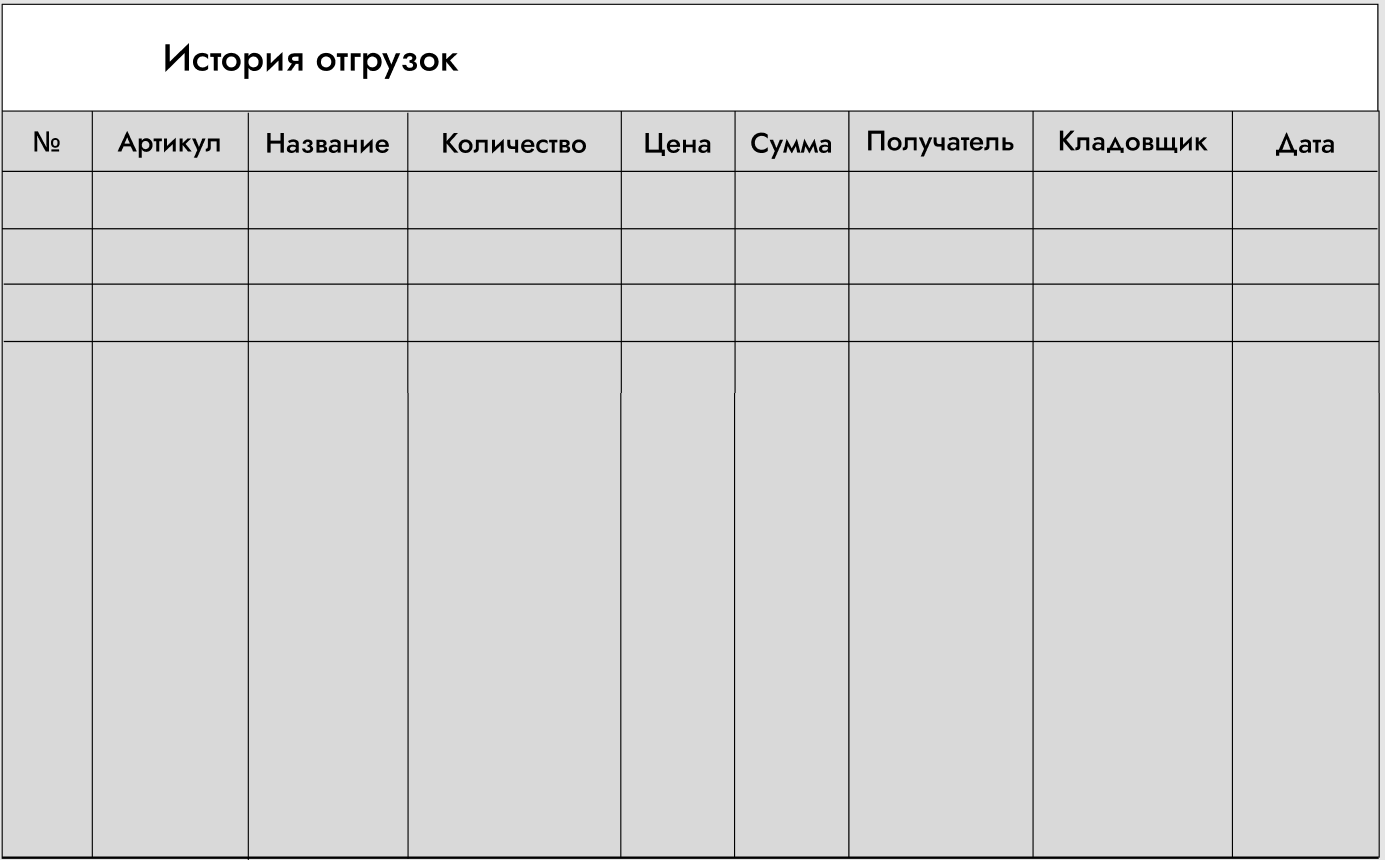 История отгрузок
№ Артикул Название Количество Цена Сумма Получатель Кладовщик Дата